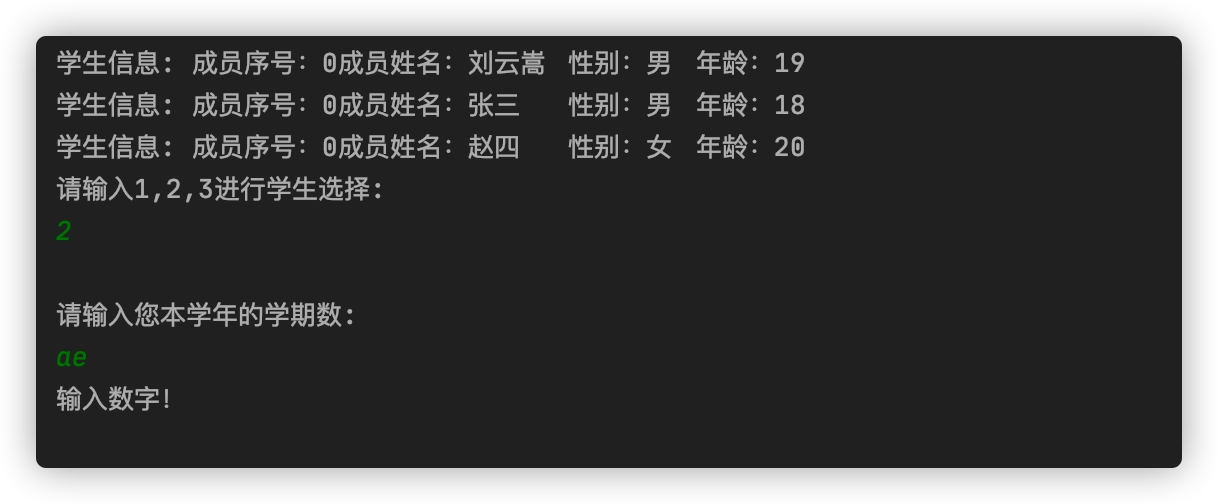 学生信息: 成员序号：0成员姓名：刘云嵩 性别：男 年龄：19
学生信息: 成员序号：0成员姓名：张三 性别：男 年龄：18
学生信息: 成员序号：0成员姓名：赵四 性别：女 年龄：20
请输入1,2,3进行学生选择:
2
请输入您本学年的学期数:
ae
输入数字!